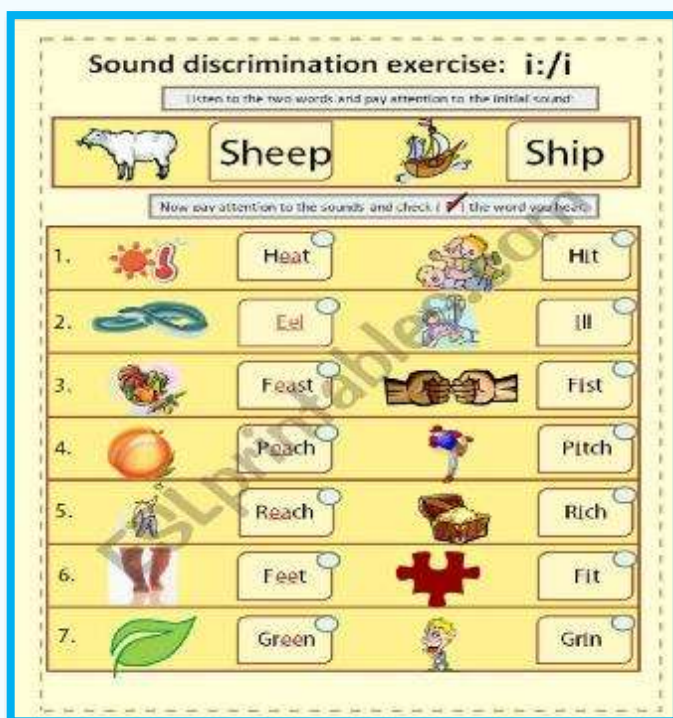 Sound discrimination exercise: i:/i
Listen to the two words and pay attention to the initial sound
Sheep Ship
Now pay attention to the sounds and check ( ✓) the word you hear.
1. Heat Hit
2. Eel Ill
3. Feast Fist
4. Peach Pitch
5. Reach Rich
6. Feet Fit
7. Green Grin
ESLprintables.com